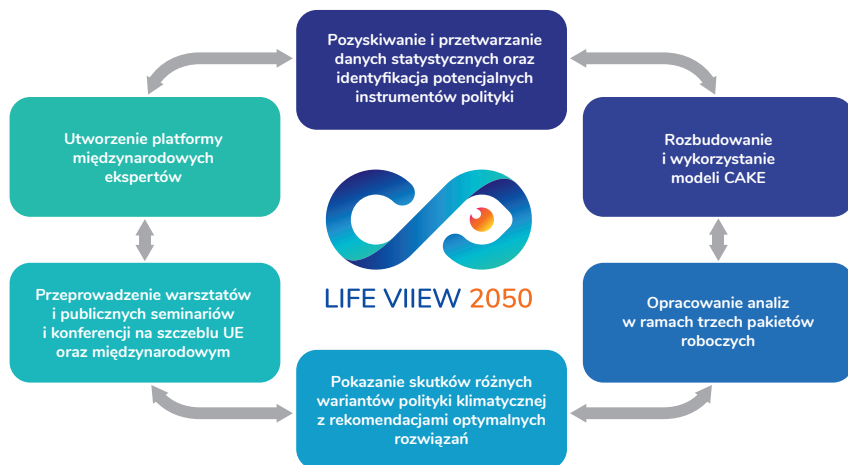 Pozyskiwanie i przetwarzanie
danych statystycznych oraz
identyfikacja potencjalnych
instrumentów polityki
Utworzenie platformy
międzynarodowych
ekspertów
Rozbudowanie
i wykorzystanie
modeli CAKE
LIFE VIIEW 2050
Przeprowadzenie warsztatów
i publicznych seminariów
i konferencji na szczeblu UE
oraz międzynarodowym
Opracowanie analiz
w ramach trzech pakietów
roboczych
Pokazanie skutków różnych
wariantów polityki klimatycznej
z rekomendacjami optymalnych
rozwiązań